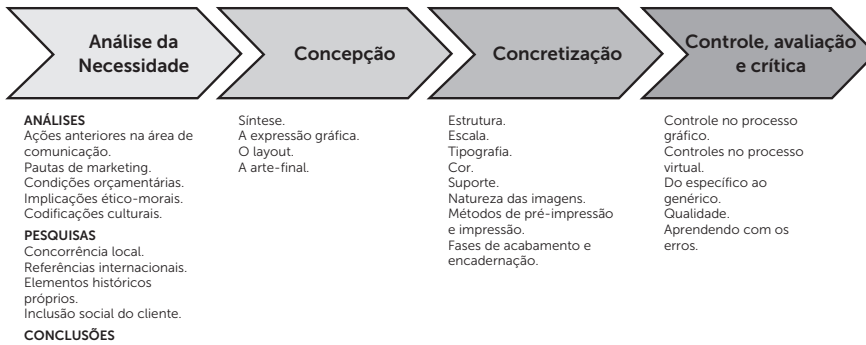 Análise da
Necessidade
Concepção
Concretização
Controle, avaliação
e crítica
ANÁLISES
Ações anteriores na área de
comunicação.
Pautas de marketing.
Condições orçamentárias.
Implicações ético-morais.
Codificações culturais.
PESQUISAS
Concorrência local.
Referências internacionais.
Elementos históricos
próprios.
Inclusão social do cliente.
CONCLUSÕES
Síntese.
A expressão gráfica.
O layout.
A arte-final.
Estrutura.
Escala.
Tipografia.
Cor.
Suporte.
Natureza das imagens.
Métodos de pré-impressão
e impressão.
Fases de acabamento e
encadernação.
Controle no processo
gráfico.
Controles no processo
virtual.
Do específico ao
genérico.
Qualidade.
Aprendendo com os
erros.